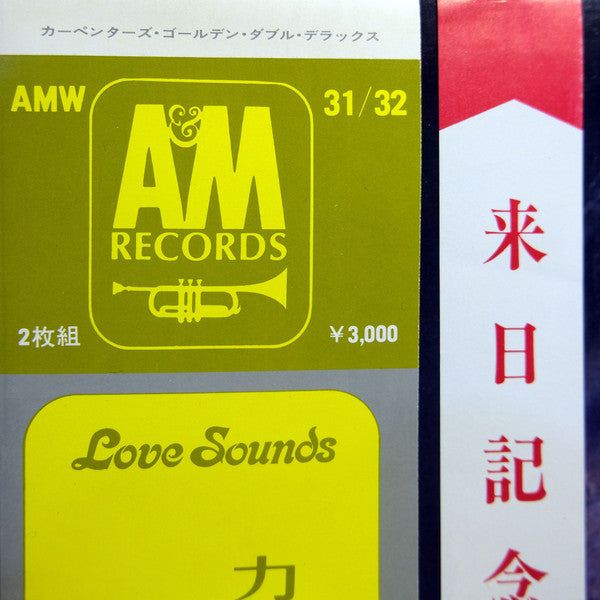 カーペンターズ・ゴールデン・ダブル・デラックス
AMW
31/32
A&M
RECORDS
2枚組
¥3,000
Love Sounds
カ
来日記念